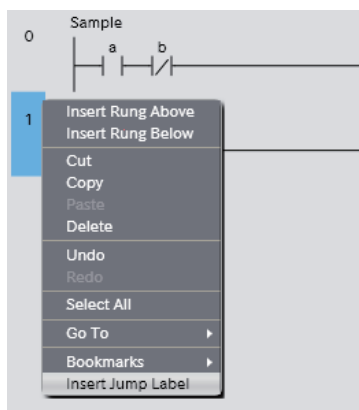 Sample
0
a b
1
Insert Rung Above
Insert Rung Below
Cut
Copy
Paste
Delete
Undo
Redo
Select All
Go To
Bookmarks
Insert Jump Label